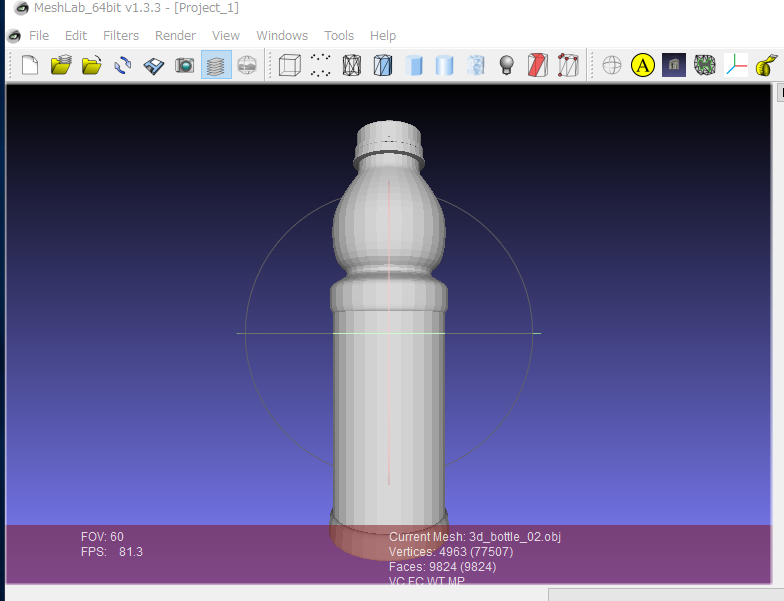 MeshLab_64bit v1.3.3 - [Project_1]
File Edit Filters Render View Windows Tools Help
A
FOV: 60
FPS: 81.3
Current Mesh: 3d_bottle_02.obj
Vertices: 4963 (77507)
Faces: 9824 (9824)
VC FC WT MP